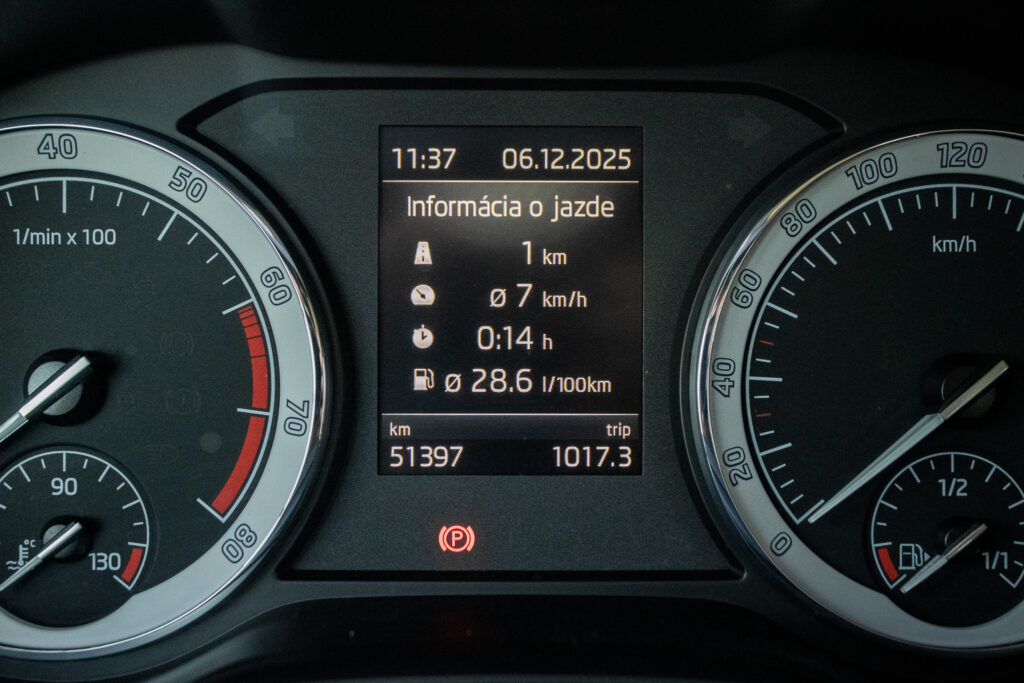 11:37 06.12.2025
Informácia o jazde
1 km
ø 7 km/h
0:14 h
ø 28.6 l/100km
km trip
51397 1017.3
40
50
60
70
80
1/min x 100
90
130
°C
P
0
20
40
60
80
100
120
km/h
1/2
1/1